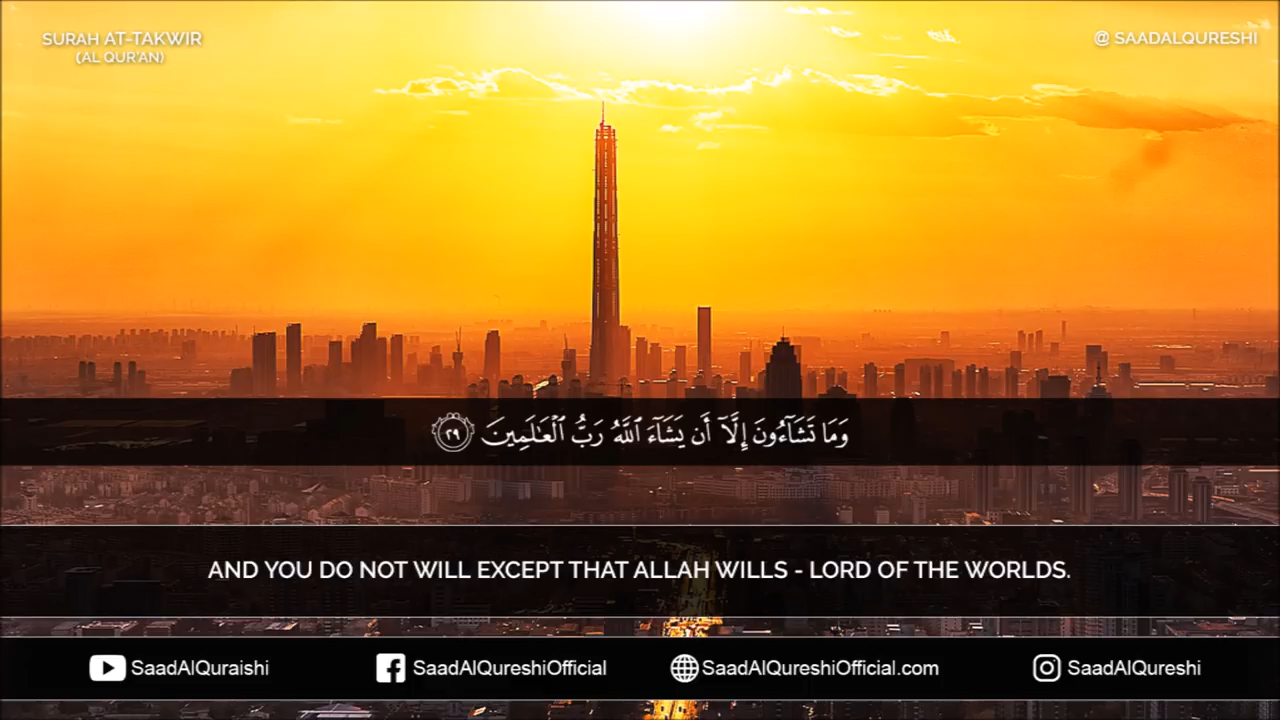 SURAH AT-TAKWIR
(AL QUR'AN)
@ SAADALQURESHI
وَمَا تَشَآءُونَ إِلَّآ أَن يَشَآءَ ٱللَّهُ رَبُّ ٱلْعَٰلَمِينَ ٢٩
AND YOU DO NOT WILL EXCEPT THAT ALLAH WILLS - LORD OF THE WORLDS.
SaadAlQuraishi
SaadAlQureshiOfficial
SaadAlQureshiOfficial.com
SaadAlQureshi